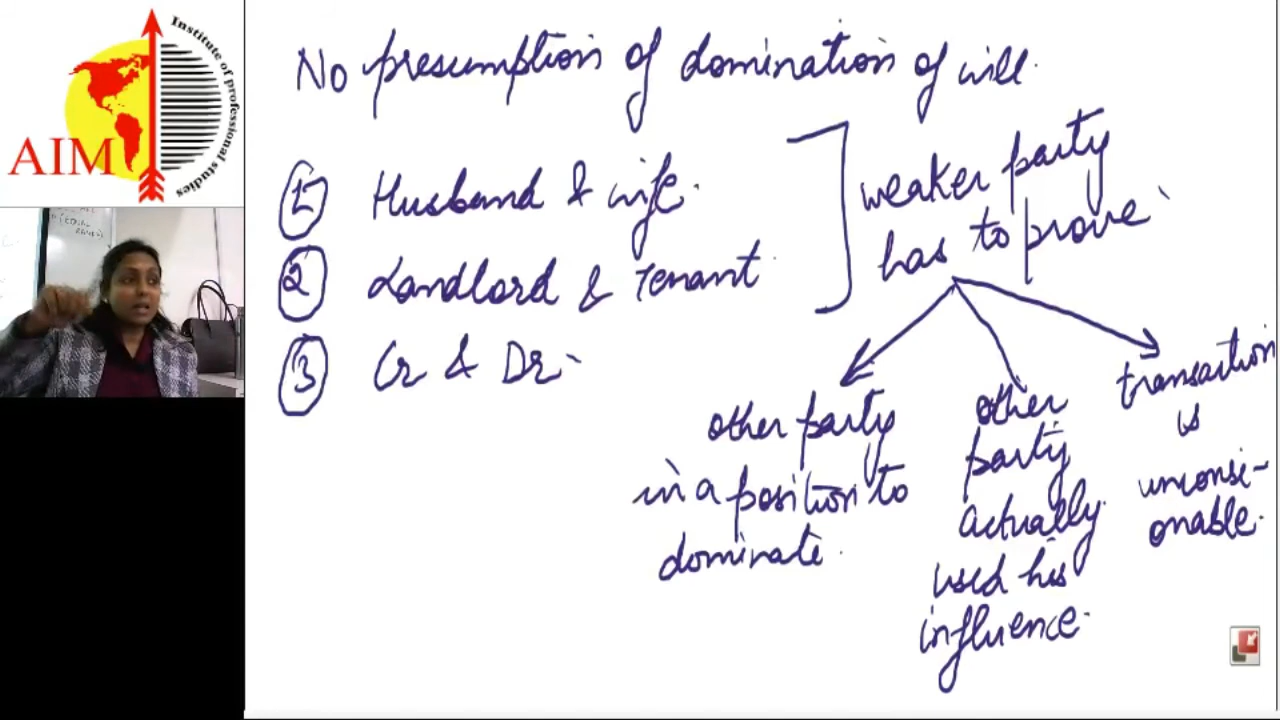 Institute of professional studies
AIM
No presumption of domination of will.
1 Husband & wife.
2 Landlord & Tenant
3 Cr & Dr
weaker party
has to prove
other party
in a position to
dominate.
other
party
actually
used his
influence.
transaction
is
unconsi-
onable.